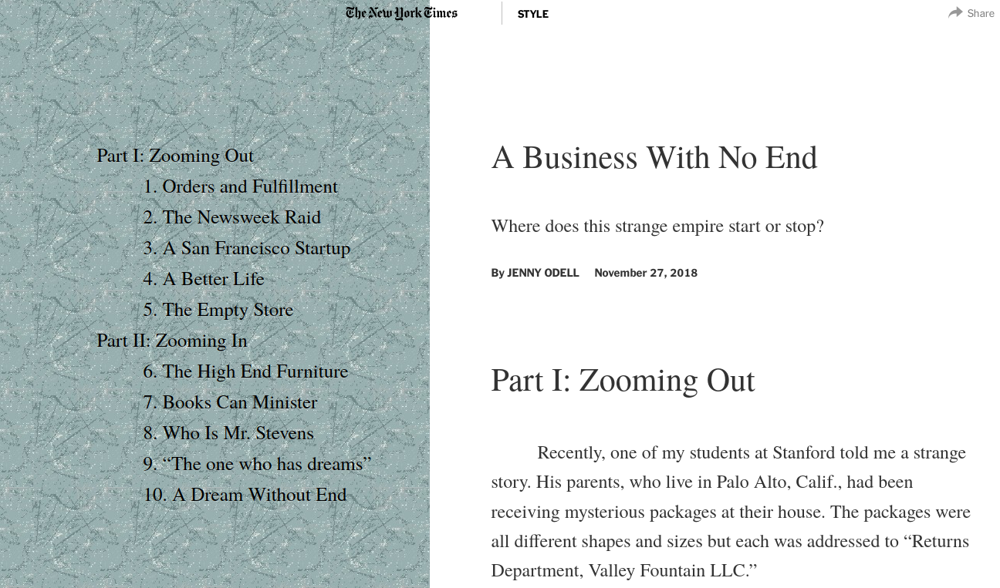 The New York Times
STYLE
Share
Part I: Zooming Out
1. Orders and Fulfillment
2. The Newsweek Raid
3. A San Francisco Startup
4. A Better Life
5. The Empty Store
Part II: Zooming In
6. The High End Furniture
7. Books Can Minister
8. Who Is Mr. Stevens
9. “The one who has dreams”
10. A Dream Without End
A Business With No End
Where does this strange empire start or stop?
By JENNY ODELL November 27, 2018
Part I: Zooming Out
Recently, one of my students at Stanford told me a strange
story. His parents, who live in Palo Alto, Calif., had been
receiving mysterious packages at their house. The packages were
all different shapes and sizes but each was addressed to “Returns
Department, Valley Fountain LLC.”